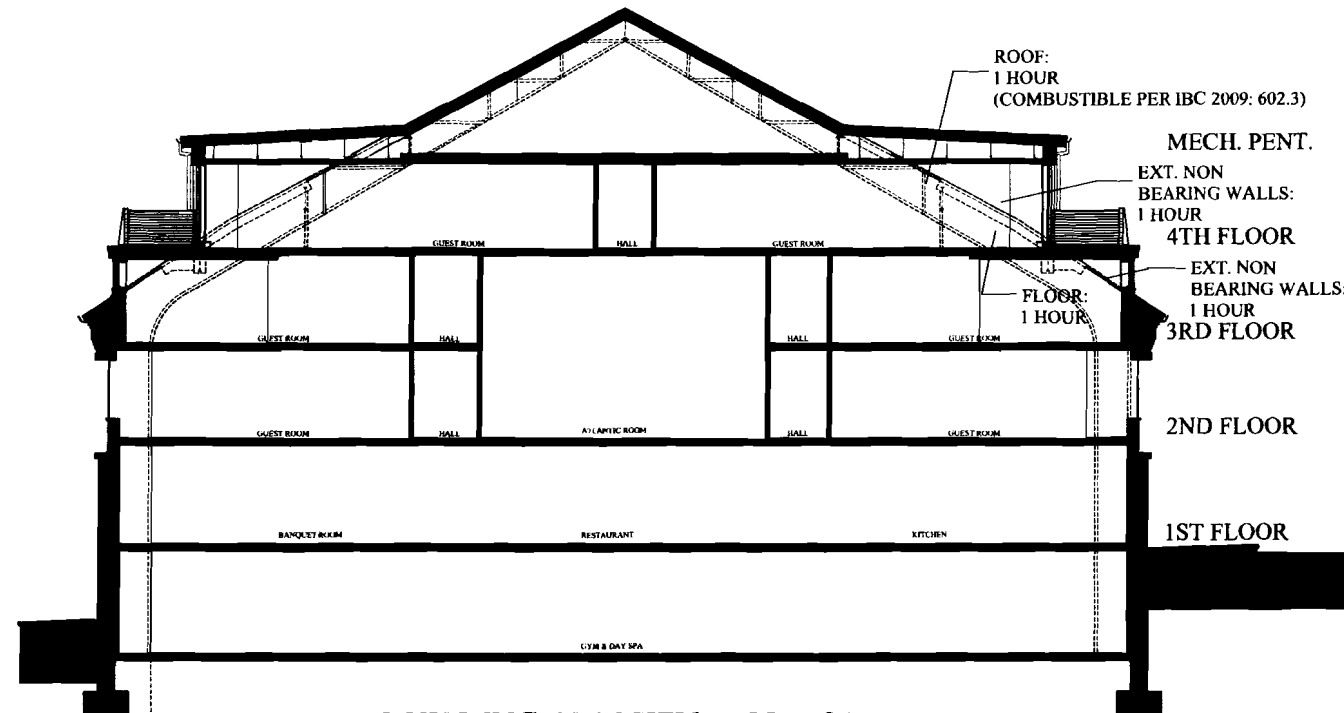 ROOF:
1 HOUR
(COMBUSTIBLE PER IBC 2009: 602.3)
MECH. PENT.
EXT. NON
BEARING WALLS:
1 HOUR
4TH FLOOR
GUEST ROOM
HALL
GUEST ROOM
EXT. NON
BEARING WALLS:
1 HOUR
FLOOR:
1 HOUR
3RD FLOOR
GUEST ROOM
HALL
HALL
GUEST ROOM
2ND FLOOR
GUEST ROOM
HALL
ATLANTIC ROOM
HALL
GUEST ROOM
1ST FLOOR
BANQUET ROOM
RESTAURANT
KITCHEN
GYM & DAY SPA